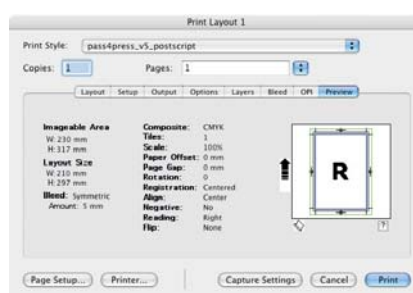 Print Layout 1
Print Style: pass4press_v5_postscript
Copies: 1 Pages: 1
Layout Setup Output Options Layers Bleed OPI Preview
Imageable Area
W: 230 mm
H: 317 mm
Layout Size
W: 210 mm
H: 297 mm
Bleed: Symmetric
Amount: 5 mm
Composite: CMYK
Tiles: 1
Scale: 100%
Paper Offset: 0 mm
Page Gap: 0 mm
Rotation: 0
Registration: Centered
Align: Center
Negative: No
Reading: Right
Flip: None
R
?
Page Setup... Printer... Capture Settings Cancel Print